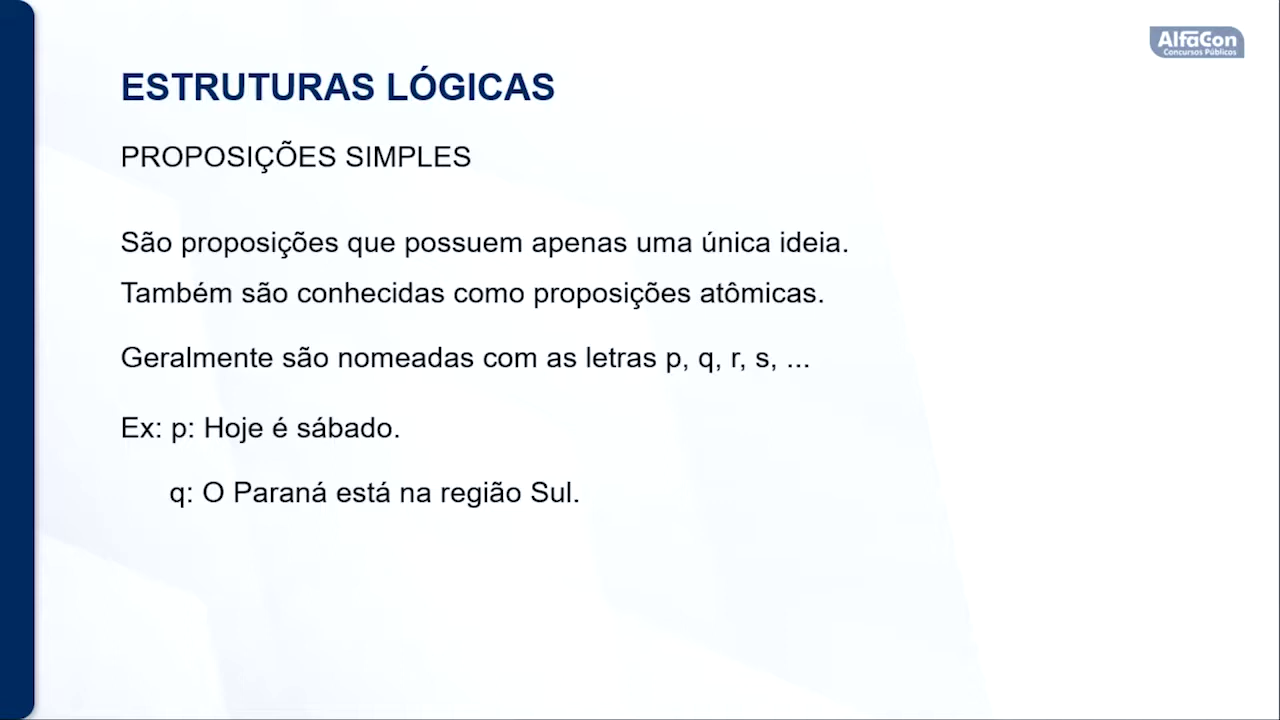 AlfaCon
Concursos Públicos
ESTRUTURAS LÓGICAS
PROPOSIÇÕES SIMPLES
São proposições que possuem apenas uma única ideia.
Também são conhecidas como proposições atômicas.
Geralmente são nomeadas com as letras p, q, r, s, ...
Ex: p: Hoje é sábado.
q: O Paraná está na região Sul.